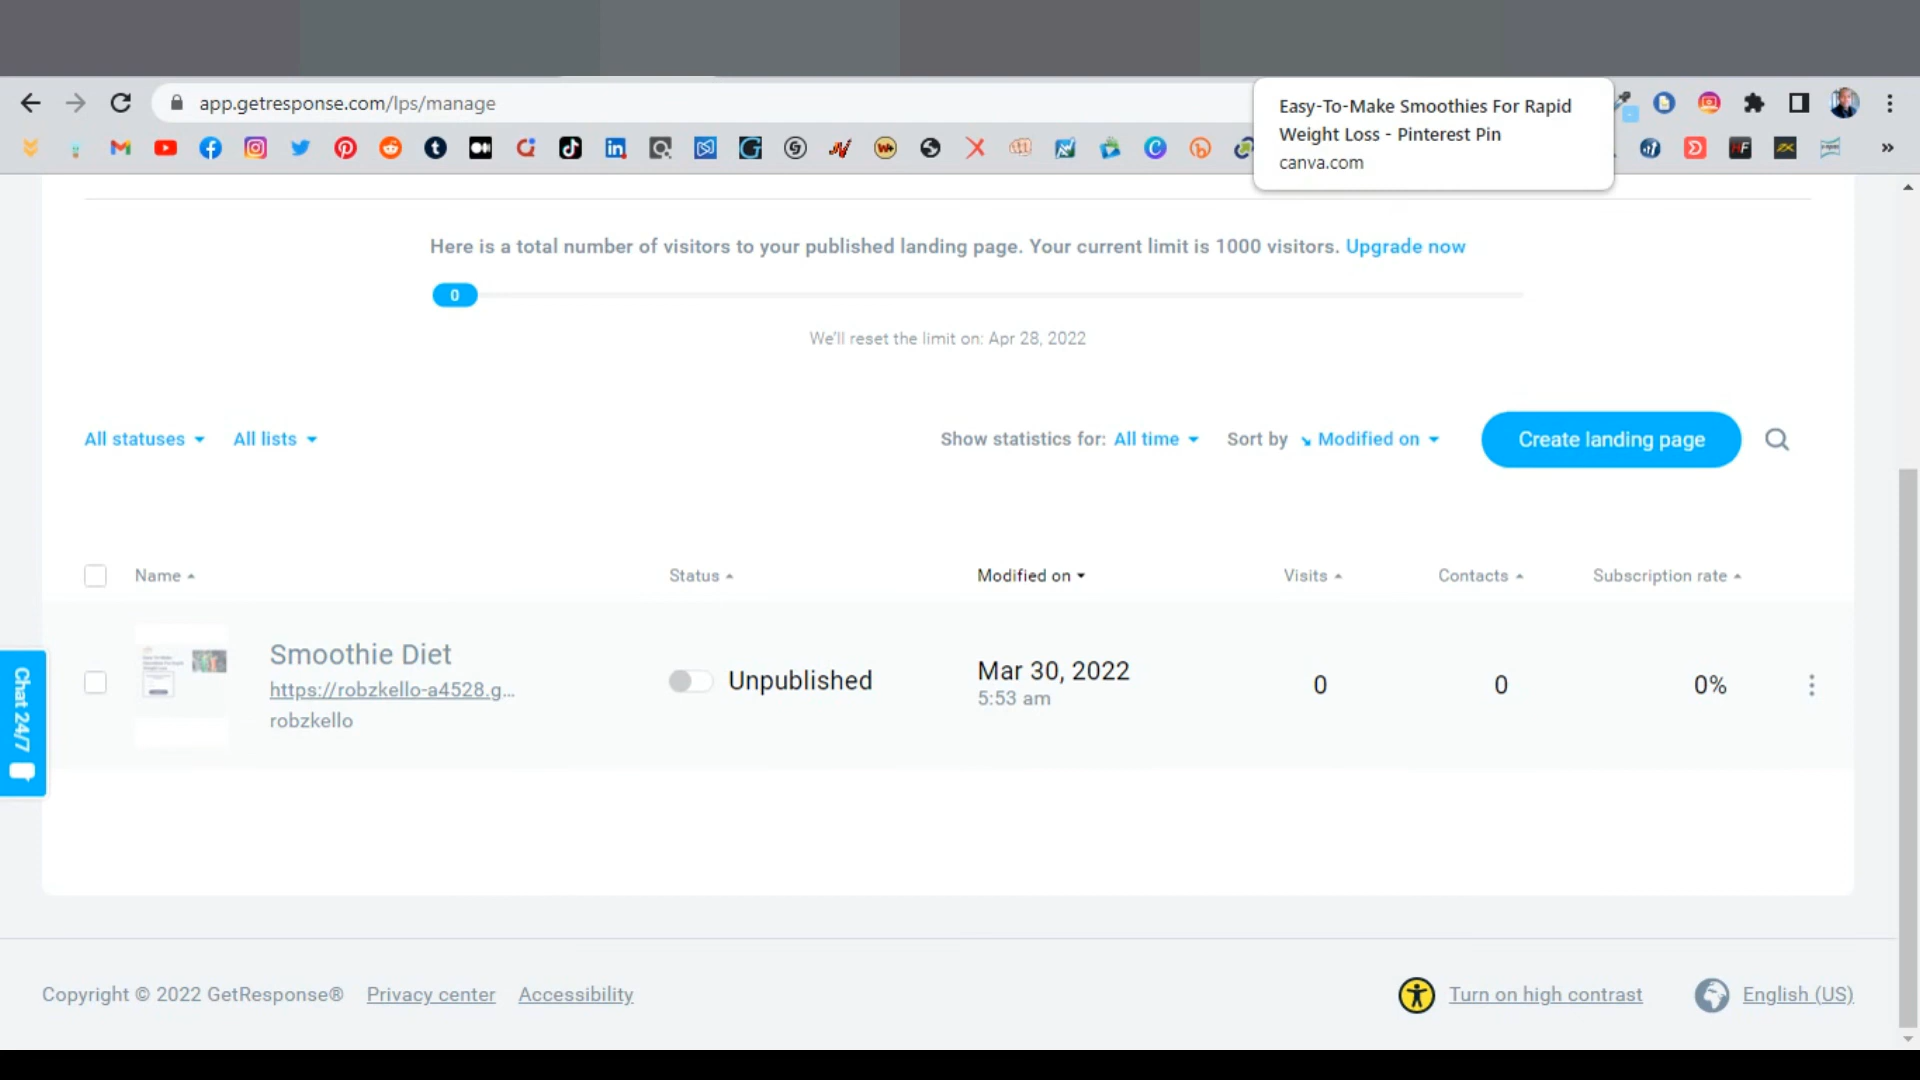 app.getresponse.com/lps/manage
Easy-To-Make Smoothies For Rapid
Weight Loss - Pinterest Pin
canva.com
Here is a total number of visitors to your published landing page. Your current limit is 1000 visitors. Upgrade now
0
We'll reset the limit on: Apr 28, 2022
All statuses
All lists
Show statistics for: All time
Sort by Modified on
Create landing page
Name
Status
Modified on
Visits
Contacts
Subscription rate
Smoothie Diet
https://robzkello-a4528.g...
robzkello
Unpublished
Mar 30, 2022
5:53 am
0
0
0%
Chat 24/7
Copyright © 2022 GetResponse®
Privacy center
Accessibility
Turn on high contrast
English (US)